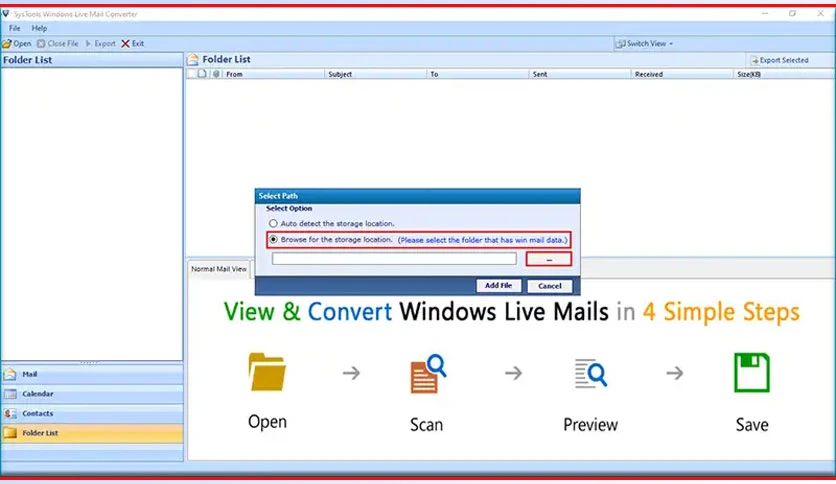 SysTools Windows Live Mail Converter
File Help
Open Close File Export Exit
Switch View
Folder List
Folder List
Export Selected
From Subject To Sent Received Size(KB)
Select Path
Select Option
Auto detect the storage location.
Browse for the storage location. (Please select the folder that has win mail data.)
...
Add File Cancel
Normal Mail View
View & Convert Windows Live Mails in 4 Simple Steps
Open Scan Preview Save
Mail
Calendar
Contacts
Folder List